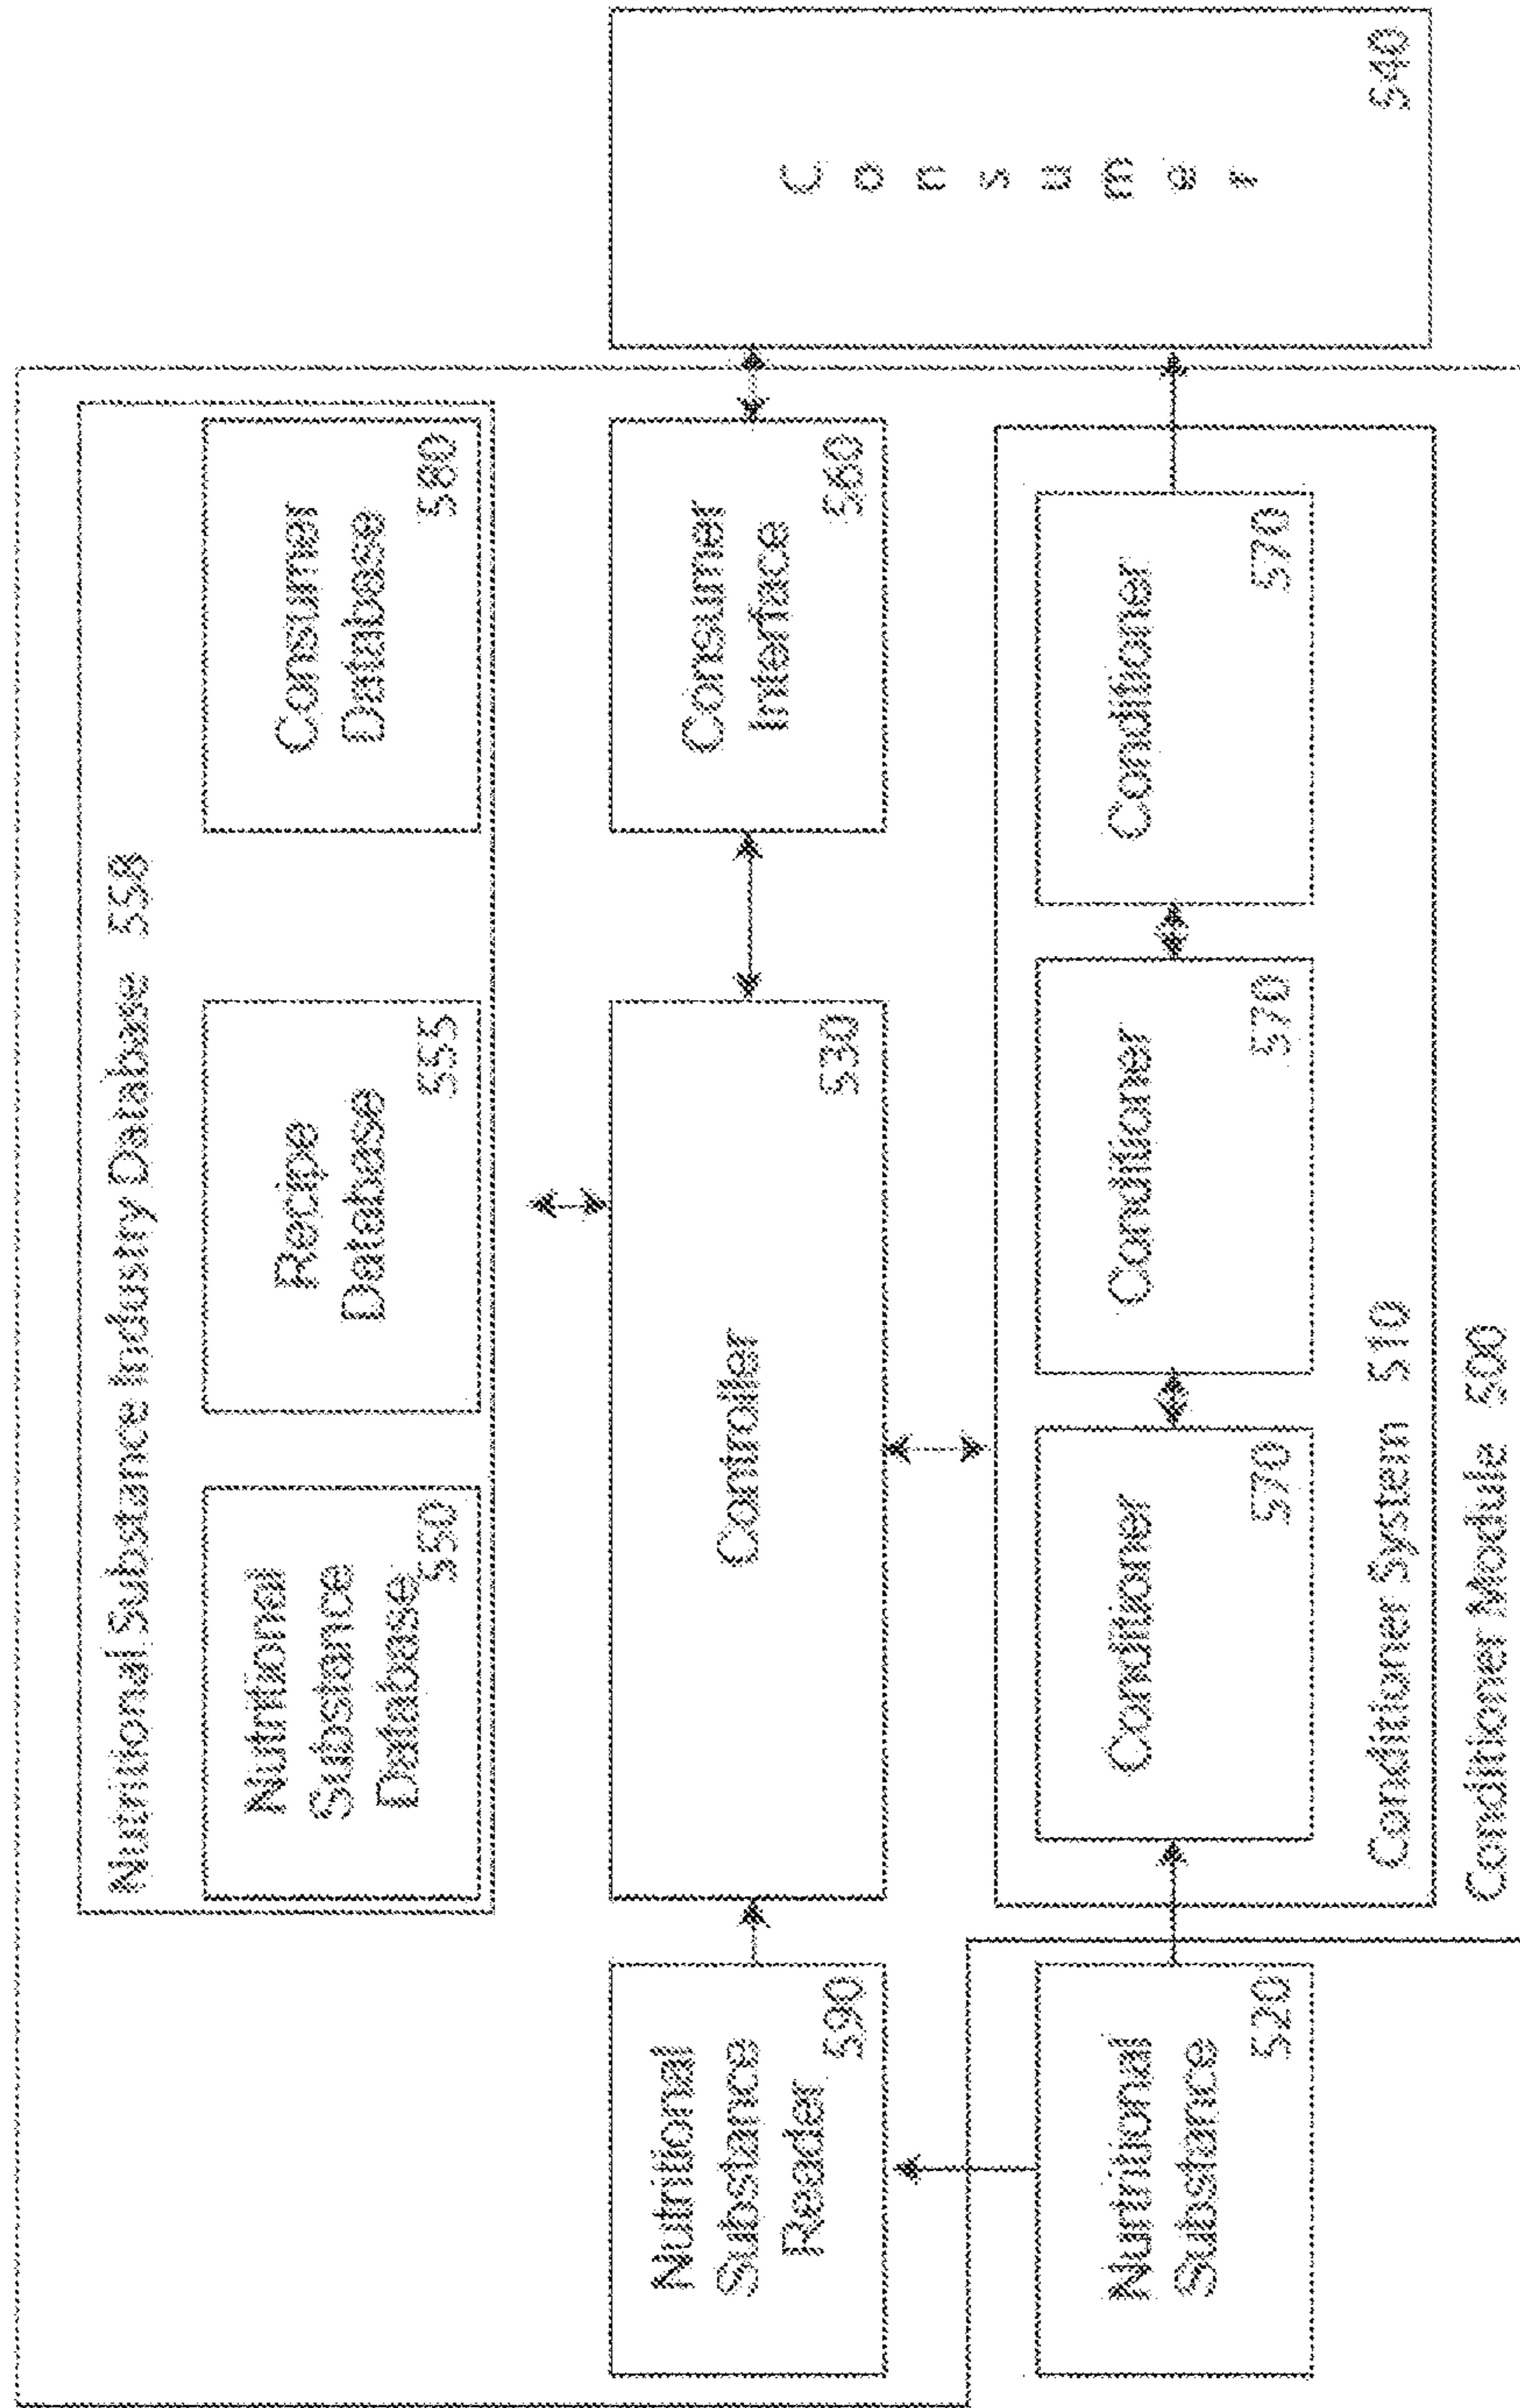 Nutritional Substance Industry Database 558
Nutritional
Substance
Database
550
Recipe
Database
555
Consumer
Database
580
Nutritional
Substance
Reader
590
Controller
530
Consumer
Interface
560
Consumer
540
Nutritional
Substance
520
Conditioner
570
Conditioner
570
Conditioner
570
Conditioner System 510
Conditioner Module 500